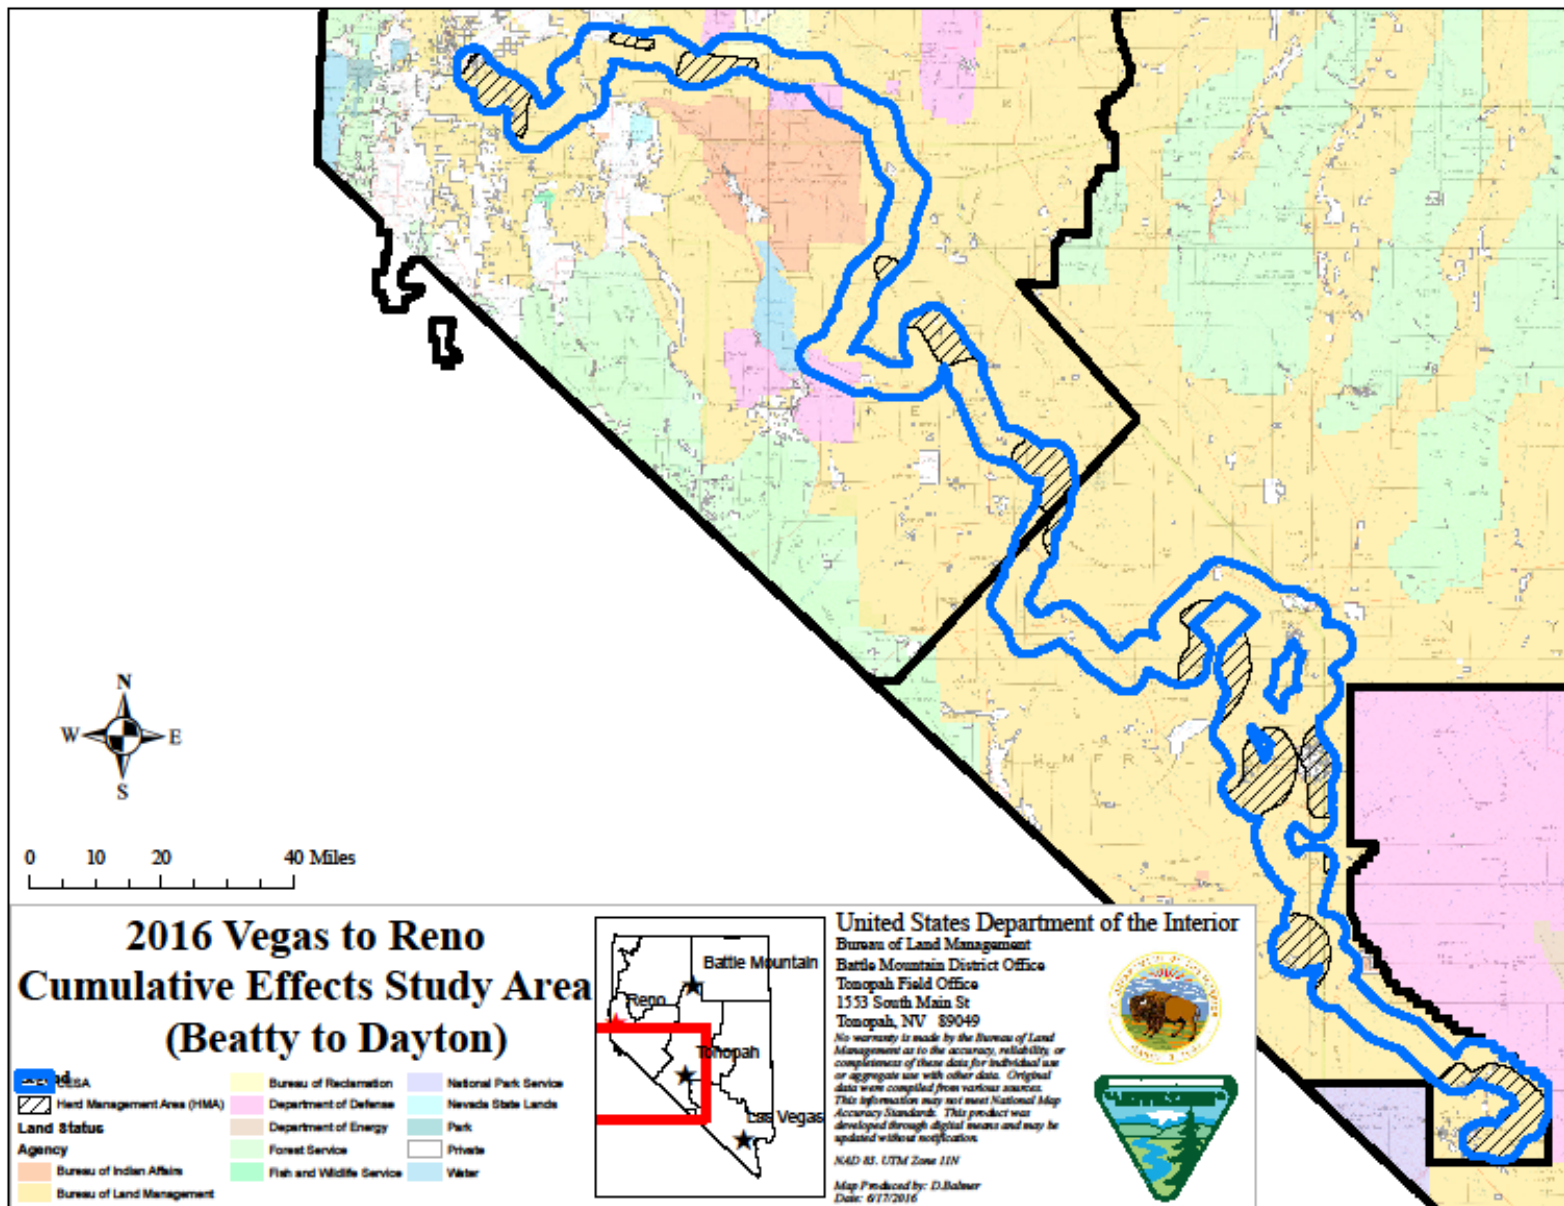 N
W E
S
0 10 20 40 Miles
2016 Vegas to Reno
Cumulative Effects Study Area
(Beatty to Dayton)
CESA
Herd Management Area (HMA)
Land Status
Agency
Bureau of Indian Affairs
Bureau of Land Management
Bureau of Reclamation
Department of Defense
Department of Energy
Forest Service
Fish and Wildlife Service
National Park Service
Nevada State Lands
Park
Private
Water
Battle Mountain
Reno
Tonopah
Las Vegas
United States Department of the Interior
Bureau of Land Management
Battle Mountain District Office
Tonopah Field Office
1553 South Main St
Tonopah, NV 89049
No warranty is made by the Bureau of Land
Management as to the accuracy, reliability, or
completeness of these data for individual use
or aggregate use with other data. Original
data were compiled from various sources.
This information may not meet National Map
Accuracy Standards. This product was
developed through digital means and may be
updated without notification.
NAD 83, UTM Zone 11N
Map Produced by: D.Balmer
Date: 6/17/2016